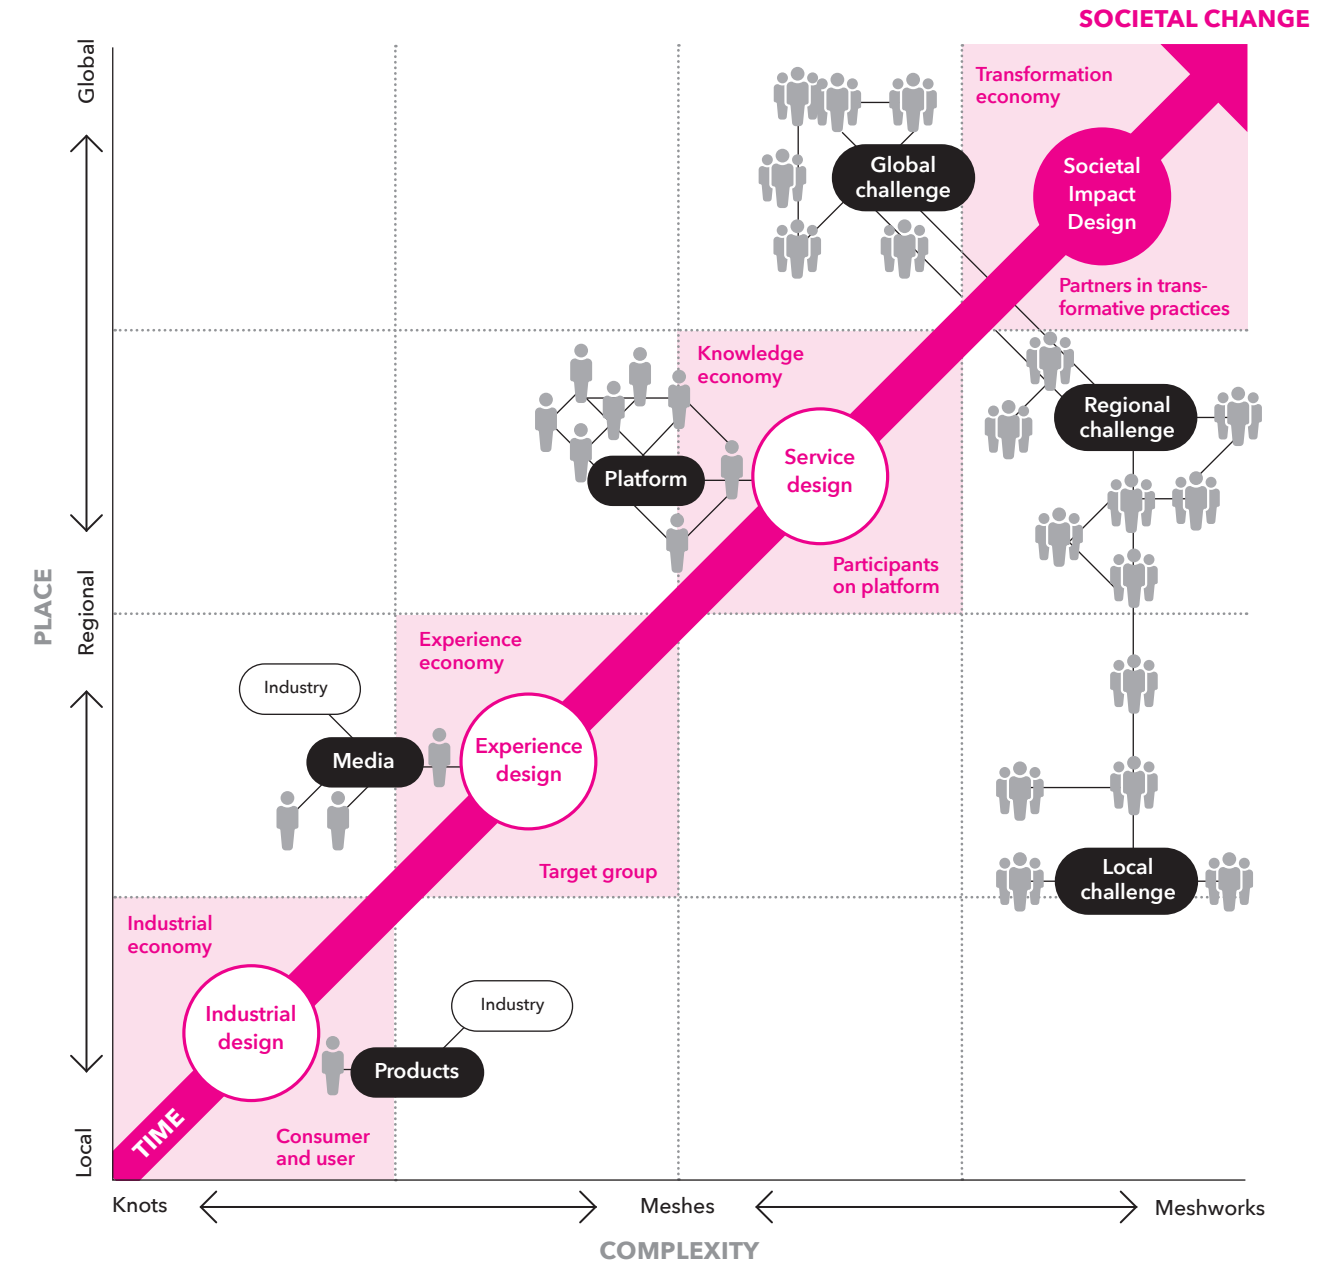 SOCIETAL CHANGE
Global
Transformation
economy
Global
challenge
Societal
Impact
Design
Partners in trans-
formative practices
Knowledge
economy
Regional
challenge
Service
design
Platform
Participants
on platform
PLACE
Regional
Experience
economy
Industry
Media
Experience
design
Target group
Local
challenge
Industrial
economy
Industrial
design
Industry
Products
TIME
Consumer
and user
Local
Knots
Meshes
Meshworks
COMPLEXITY